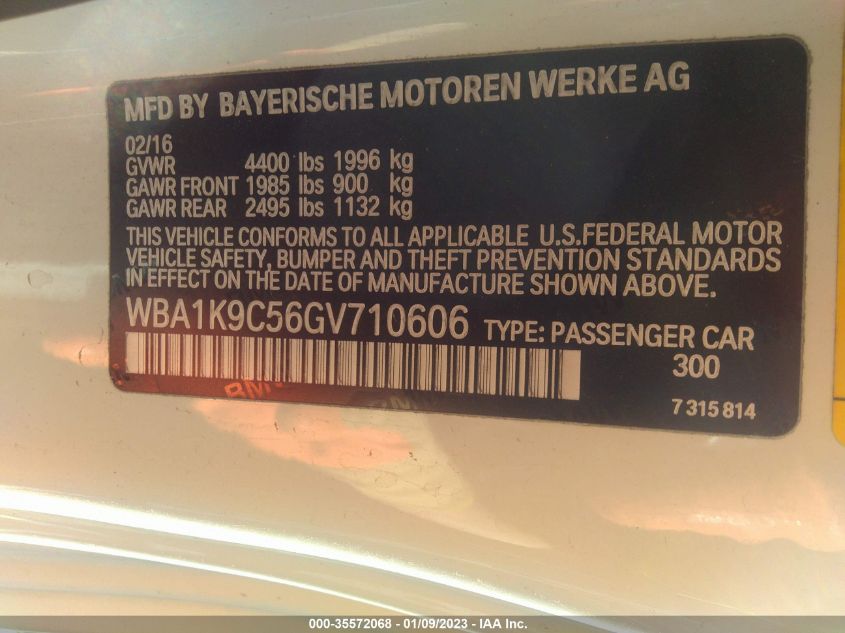 MFD BY BAYERISCHE MOTOREN WERKE AG
02/16
GVWR 4400 lbs 1996 kg
GAWR FRONT 1985 lbs 900 kg
GAWR REAR 2495 lbs 1132 kg
THIS VEHICLE CONFORMS TO ALL APPLICABLE U.S.FEDERAL MOTOR
VEHICLE SAFETY, BUMPER AND THEFT PREVENTION STANDARDS
IN EFFECT ON THE DATE OF MANUFACTURE SHOWN ABOVE.
WBA1K9C56GV710606 TYPE: PASSENGER CAR
300
7 315 814
000-35572068 - 01/09/2023 - IAA Inc.